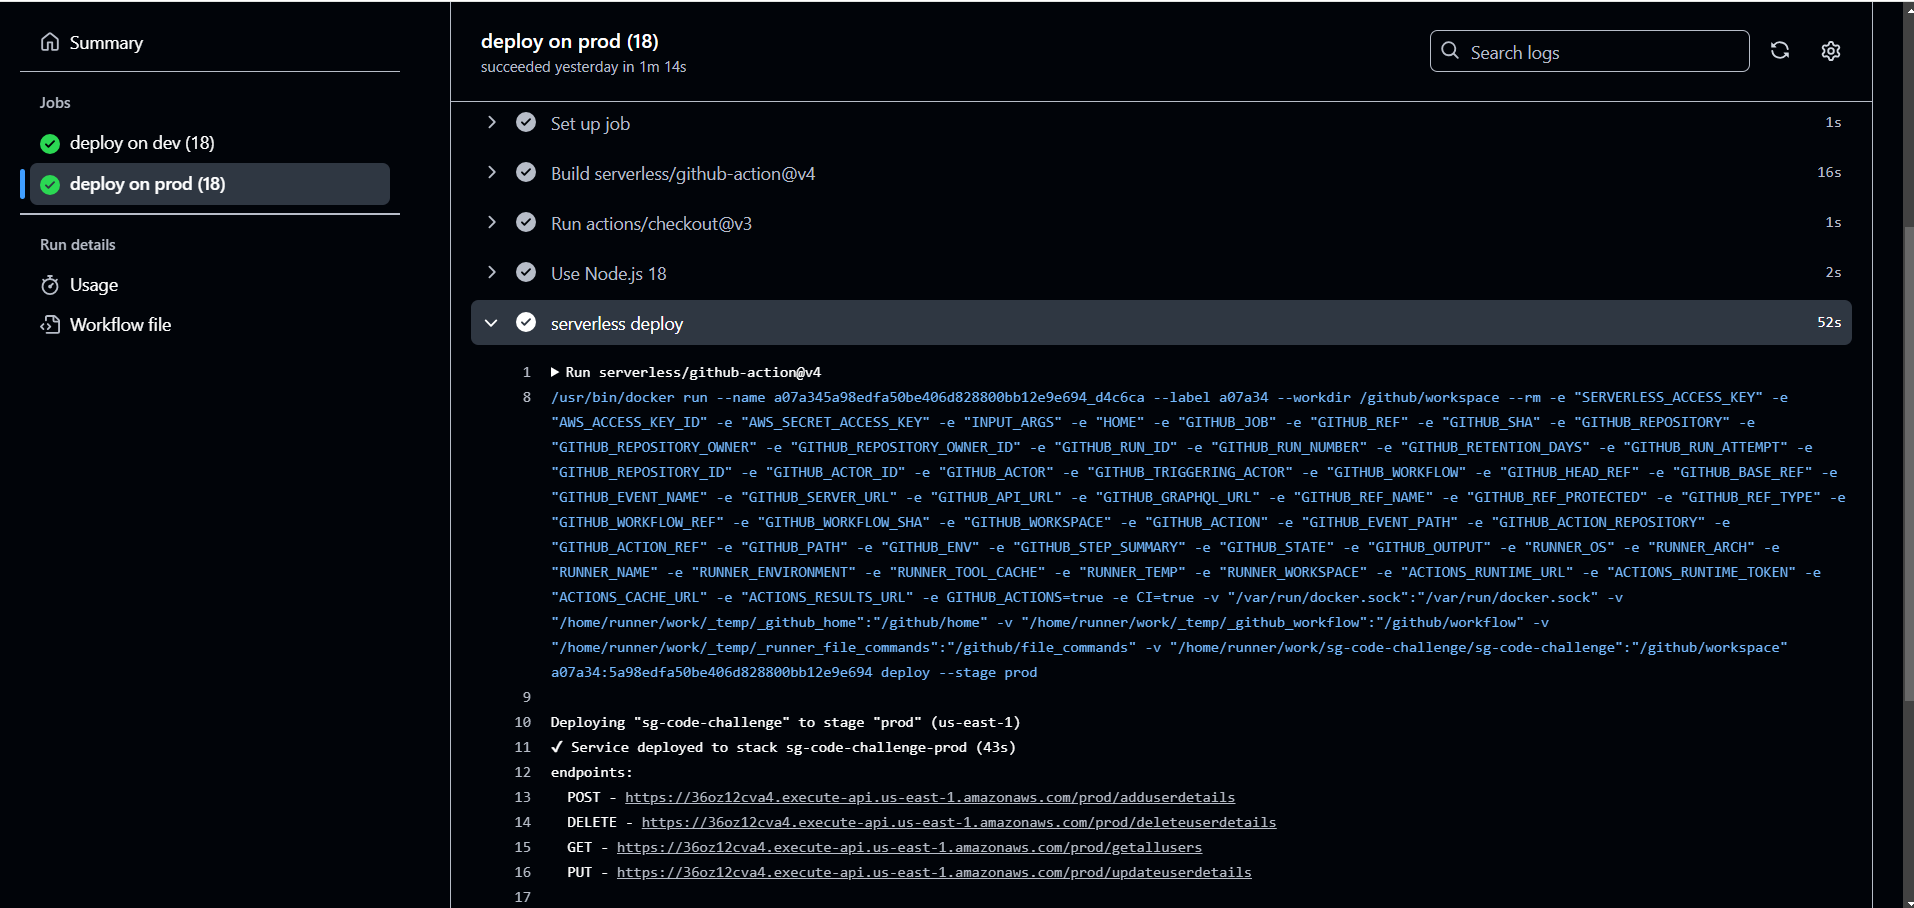 Summary
Jobs
deploy on dev (18)
deploy on prod (18)
Run details
Usage
Workflow file
deploy on prod (18)
succeeded yesterday in 1m 14s
Search logs
Set up job 1s
Build serverless/github-action@v4 16s
Run actions/checkout@v3 1s
Use Node.js 18 2s
serverless deploy 52s
1 Run serverless/github-action@v4
8 /usr/bin/docker run --name a07a345a98edfa50be406d828800bb12e9e694_d4c6ca --label a07a34 --workdir /github/workspace --rm -e "SERVERLESS_ACCESS_KEY" -e
"AWS_ACCESS_KEY_ID" -e "AWS_SECRET_ACCESS_KEY" -e "INPUT_ARGS" -e "HOME" -e "GITHUB_JOB" -e "GITHUB_REF" -e "GITHUB_SHA" -e "GITHUB_REPOSITORY" -e
"GITHUB_REPOSITORY_OWNER" -e "GITHUB_REPOSITORY_OWNER_ID" -e "GITHUB_RUN_ID" -e "GITHUB_RUN_NUMBER" -e "GITHUB_RETENTION_DAYS" -e "GITHUB_RUN_ATTEMPT" -e
"GITHUB_REPOSITORY_ID" -e "GITHUB_ACTOR_ID" -e "GITHUB_ACTOR" -e "GITHUB_TRIGGERING_ACTOR" -e "GITHUB_WORKFLOW" -e "GITHUB_HEAD_REF" -e "GITHUB_BASE_REF" -e
"GITHUB_EVENT_NAME" -e "GITHUB_SERVER_URL" -e "GITHUB_API_URL" -e "GITHUB_GRAPHQL_URL" -e "GITHUB_REF_NAME" -e "GITHUB_REF_PROTECTED" -e "GITHUB_REF_TYPE" -e
"GITHUB_WORKFLOW_REF" -e "GITHUB_WORKFLOW_SHA" -e "GITHUB_WORKSPACE" -e "GITHUB_ACTION" -e "GITHUB_EVENT_PATH" -e "GITHUB_ACTION_REPOSITORY" -e
"GITHUB_ACTION_REF" -e "GITHUB_PATH" -e "GITHUB_ENV" -e "GITHUB_STEP_SUMMARY" -e "GITHUB_STATE" -e "GITHUB_OUTPUT" -e "RUNNER_OS" -e "RUNNER_ARCH" -e
"RUNNER_NAME" -e "RUNNER_ENVIRONMENT" -e "RUNNER_TOOL_CACHE" -e "RUNNER_TEMP" -e "RUNNER_WORKSPACE" -e "ACTIONS_RUNTIME_URL" -e "ACTIONS_RUNTIME_TOKEN" -e
"ACTIONS_CACHE_URL" -e "ACTIONS_RESULTS_URL" -e GITHUB_ACTIONS=true -e CI=true -v "/var/run/docker.sock":"/var/run/docker.sock" -v
"/home/runner/work/_temp/_github_home":"/github/home" -v "/home/runner/work/_temp/_github_workflow":"/github/workflow" -v
"/home/runner/work/_temp/_runner_file_commands":"/github/file_commands" -v "/home/runner/work/sg-code-challenge/sg-code-challenge":"/github/workspace"
a07a34:5a98edfa50be406d828800bb12e9e694 deploy --stage prod
9
10 Deploying "sg-code-challenge" to stage "prod" (us-east-1)
11 ✔ Service deployed to stack sg-code-challenge-prod (43s)
12 endpoints:
13 POST - https://36oz12cva4.execute-api.us-east-1.amazonaws.com/prod/adduserdetails
14 DELETE - https://36oz12cva4.execute-api.us-east-1.amazonaws.com/prod/deleteuserdetails
15 GET - https://36oz12cva4.execute-api.us-east-1.amazonaws.com/prod/getallusers
16 PUT - https://36oz12cva4.execute-api.us-east-1.amazonaws.com/prod/updateuserdetails
17